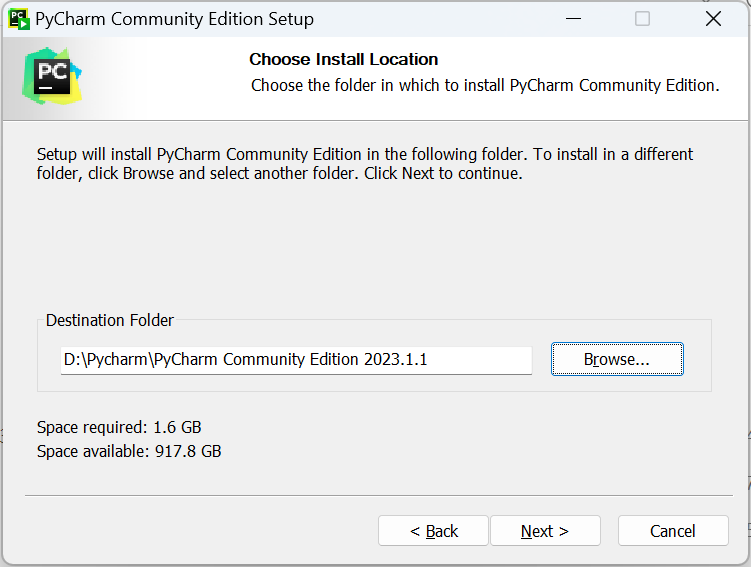 PyCharm Community Edition Setup
PC
Choose Install Location
Choose the folder in which to install PyCharm Community Edition.
Setup will install PyCharm Community Edition in the following folder. To install in a different
folder, click Browse and select another folder. Click Next to continue.
Destination Folder
D:\Pycharm\PyCharm Community Edition 2023.1.1
Browse...
Space required: 1.6 GB
Space available: 917.8 GB
< Back
Next >
Cancel